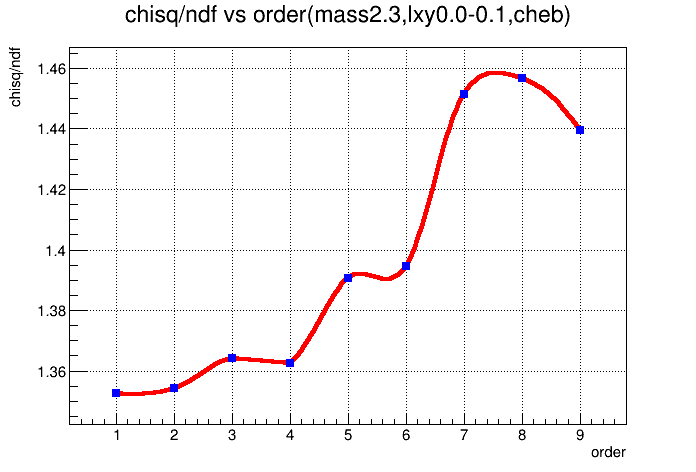 chisq/ndf vs order(mass2.3,lxy0.0-0.1,cheb)
chisq/ndf
1.46
1.44
1.42
1.4
1.38
1.36
1 2 3 4 5 6 7 8 9
order